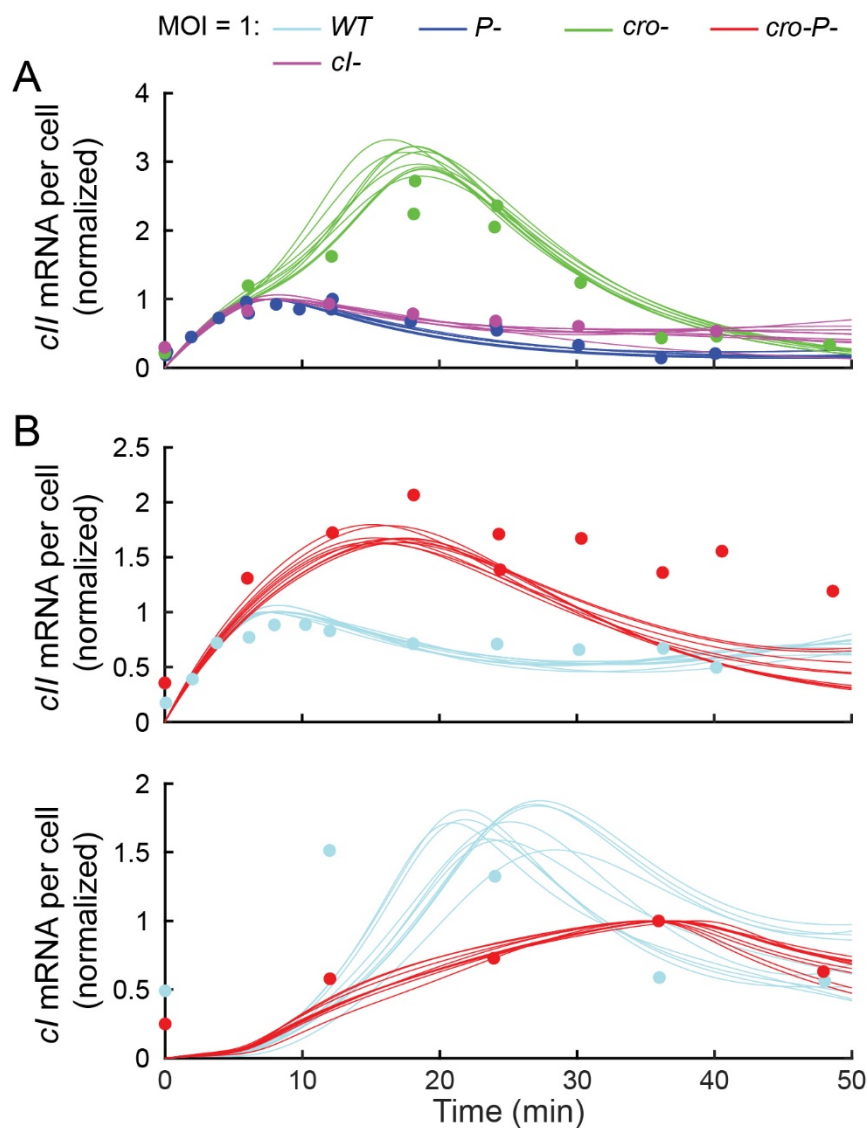 MOI = 1: WT P- cro- cro-P-
cI-
A
cII mRNA per cell
(normalized)
4
3
2
1
0
B
cII mRNA per cell
(normalized)
2.5
2
1.5
1
0.5
0
cI mRNA per cell
(normalized)
2
1.5
1
0.5
0
0 10 20 30 40 50
Time (min)